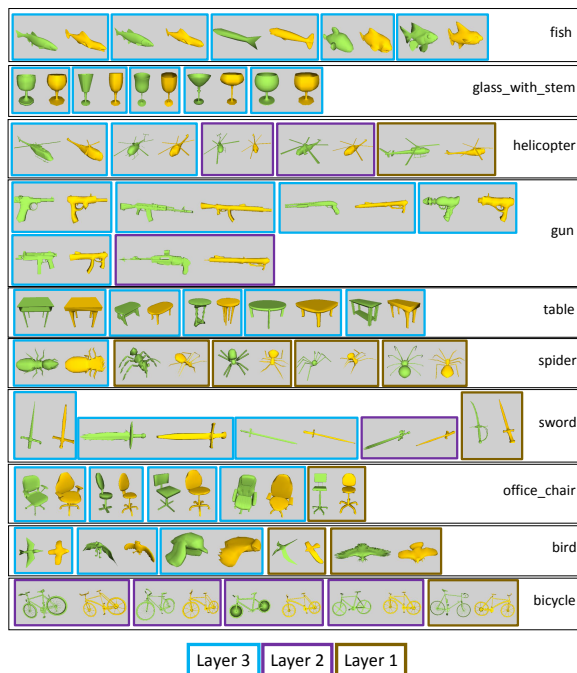 fish
glass_with_stem
helicopter
gun
table
spider
sword
office_chair
bird
bicycle
Layer 3 Layer 2 Layer 1